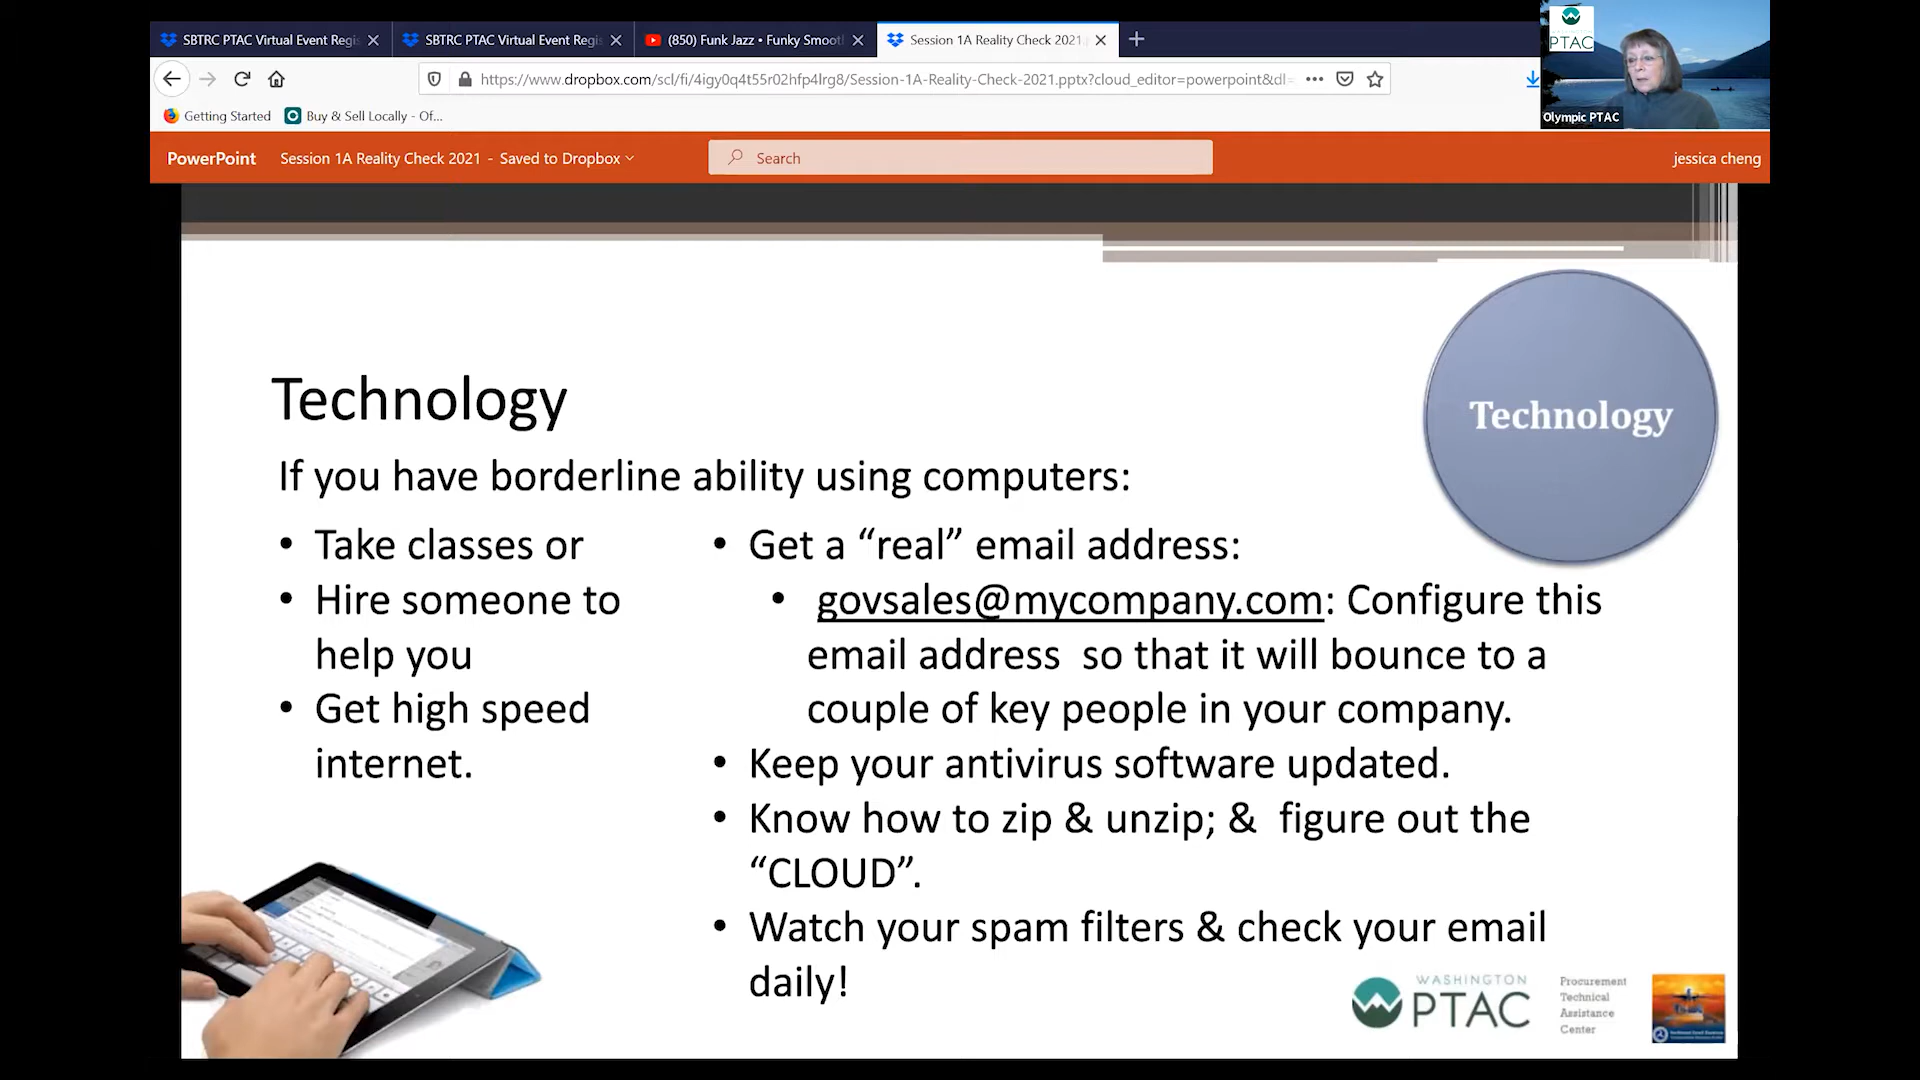 SBTRC PTAC Virtual Event Regis
SBTRC PTAC Virtual Event Regis
(850) Funk Jazz • Funky Smoot
Session 1A Reality Check 2021.
PTAC
https://www.dropbox.com/scl/fi/4igy0q4t55r02hfp4lrg8/Session-1A-Reality-Check-2021.pptx?cloud_editor=powerpoint&dl=
Olympic PTAC
Getting Started
Buy & Sell Locally - Of...
PowerPoint
Session 1A Reality Check 2021 - Saved to Dropbox
Search
jessica cheng
Technology
Technology
If you have borderline ability using computers:
• Take classes or
• Hire someone to
help you
• Get high speed
internet.
• Get a “real” email address:
• govsales@mycompany.com: Configure this
email address so that it will bounce to a
couple of key people in your company.
• Keep your antivirus software updated.
• Know how to zip & unzip; & figure out the
“CLOUD”.
• Watch your spam filters & check your email
daily!
WASHINGTON
PTAC
Procurement
Technical
Assistance
Center